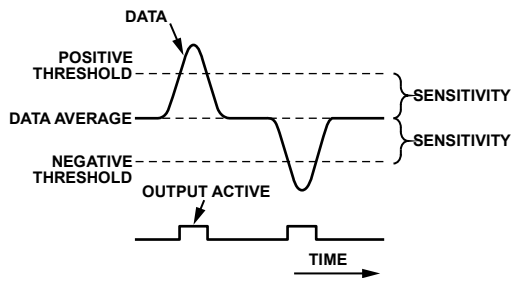 DATA
POSITIVE
THRESHOLD
SENSITIVITY
DATA AVERAGE
SENSITIVITY
NEGATIVE
THRESHOLD
OUTPUT ACTIVE
TIME